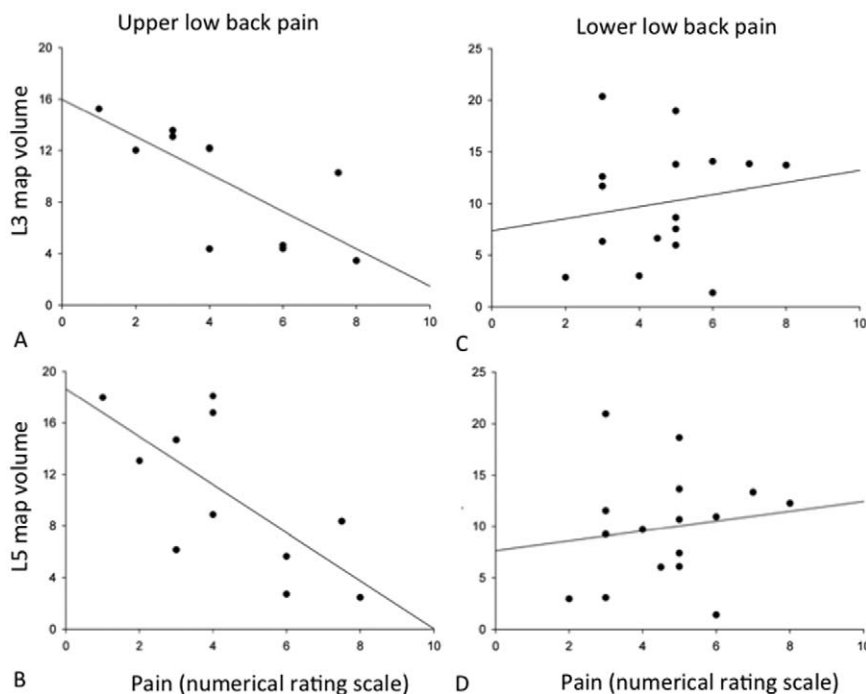 Upper low back pain
Lower low back pain
L3 map volume
20
16
12
8
4
0
0 2 4 6 8 10
A
25
20
15
10
5
0
0 2 4 6 8 10
C
L5 map volume
20
16
12
8
4
0
0 2 4 6 8 10
B
Pain (numerical rating scale)
25
20
15
10
5
0
0 2 4 6 8 10
D
Pain (numerical rating scale)